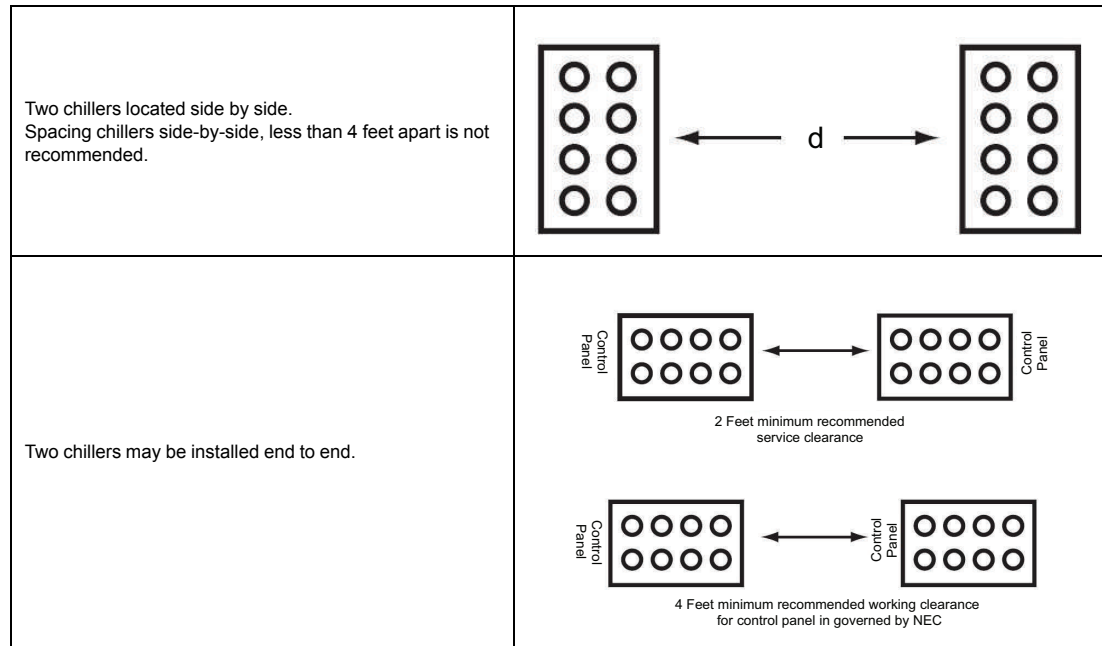 Two chillers located side by side.
Spacing chillers side-by-side, less than 4 feet apart is not
recommended.
d
Two chillers may be installed end to end.
Control
Panel
Control
Panel
2 Feet minimum recommended
service clearance
Control
Panel
Control
Panel
4 Feet minimum recommended working clearance
for control panel in governed by NEC